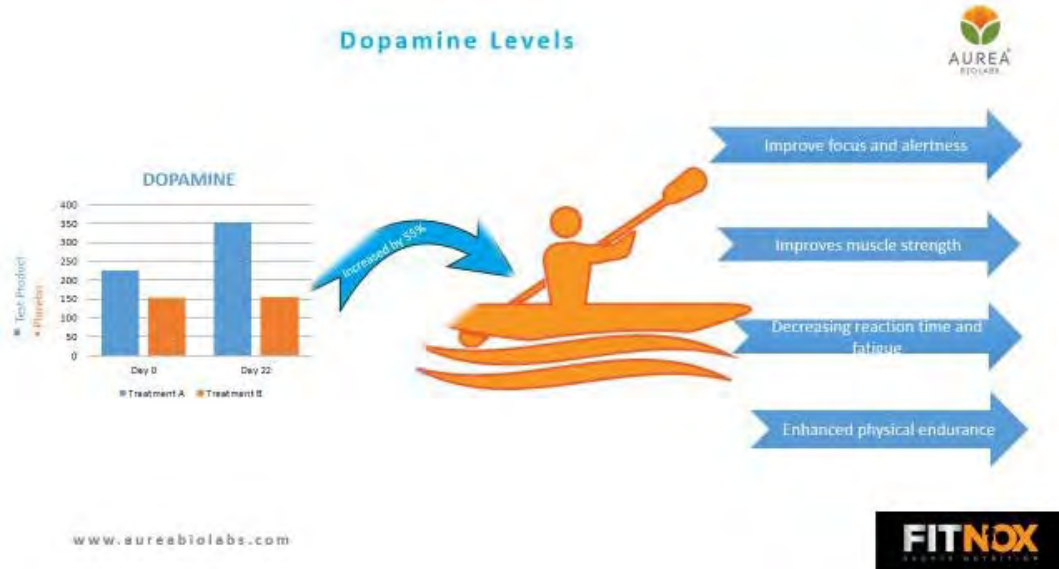 Dopamine Levels
AUREA
BIOLABS
Improve focus and alertness
DOPAMINE
400
350
300
250
200
150
100
50
0
Test Product
Placebo
Day 0
Day 22
Treatment A
Treatment B
Increased by 55%
Improves muscle strength
Decreasing reaction time and
fatigue
Enhanced physical endurance
www.aureabiolabs.com
FITNOX
SPORTS NUTRITION